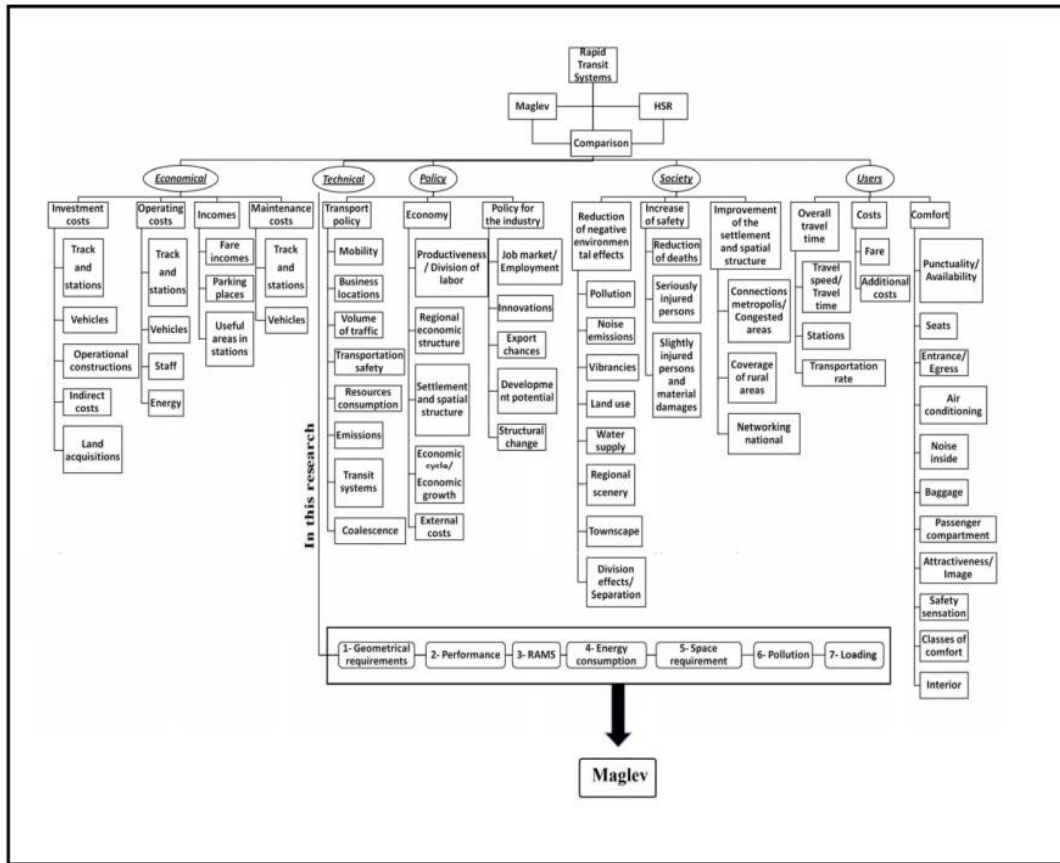 Rapid
Transit
Systems
Maglev
HSR
Comparison
Economical
Technical
Policy
Society
Users
Investment
costs
Track
and
stations
Vehicles
Operational
constructions
Indirect
costs
Land
acquisitions
Operating
costs
Track
and
stations
Vehicles
Staff
Energy
Incomes
Fare
incomes
Parking
places
Useful
areas in
stations
Maintenance
costs
Track
and
stations
Vehicles
In this research
Transport
policy
Mobility
Business
locations
Volume
of traffic
Transportation
safety
Resources
consumption
Emissions
Transit
systems
Coalescence
Economy
Productiveness
/ Division of
labor
Regional
economic
structure
Settlement
and spatial
structure
Economic
cycle/
Economic
growth
External
costs
Policy for
the industry
Job market/
Employment
Innovations
Export
chances
Developme
nt potential
Structural
change
Reduction
of negative
environmen
tal effects
Pollution
Noise
emissions
Vibrancies
Land use
Water
supply
Regional
scenery
Townscape
Division
effects/
Separation
Increase
of safety
Reduction
of deaths
Seriously
injured
persons
Slightly
injured
persons
and
material
damages
Improvement
of the
settlement
and spatial
structure
Connections
metropolis/
Congested
areas
Coverage
of rural
areas
Networking
national
Overall
travel
time
Travel
speed/
Travel
time
Stations
Transportation
rate
Costs
Fare
Additional
costs
Comfort
Punctuality/
Availability
Seats
Entrance/
Egress
Air
conditioning
Noise
inside
Baggage
Passenger
compartment
Attractiveness/
Image
Safety
sensation
Classes of
comfort
Interior
1- Geometrical
requirements
2- Performance
3- RAMS
4- Energy
consumption
5- Space
requirement
6- Pollution
7- Loading
Maglev